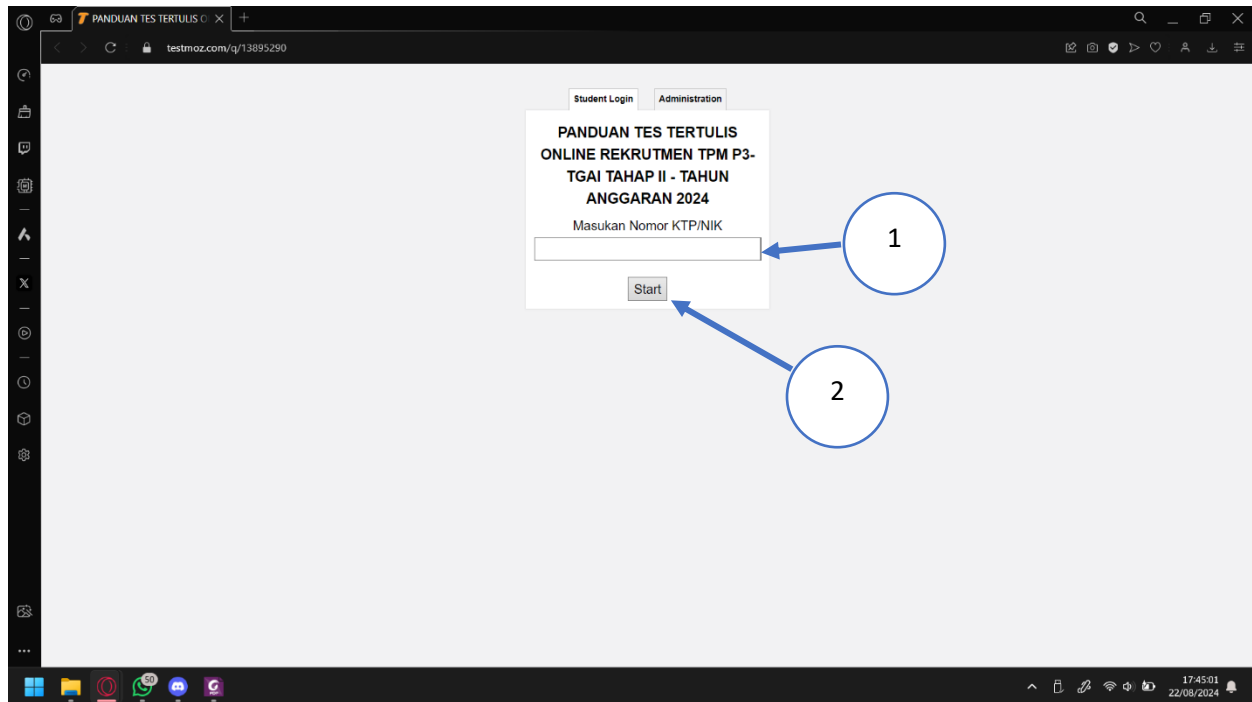 PANDUAN TES TERTULIS O
testmoz.com/q/13895290
Student Login
Administration
PANDUAN TES TERTULIS
ONLINE REKRUTMEN TPM P3-
TGAI TAHAP II - TAHUN
ANGGARAN 2024
Masukan Nomor KTP/NIK
1
Start
2
50
17:45:01
22/08/2024